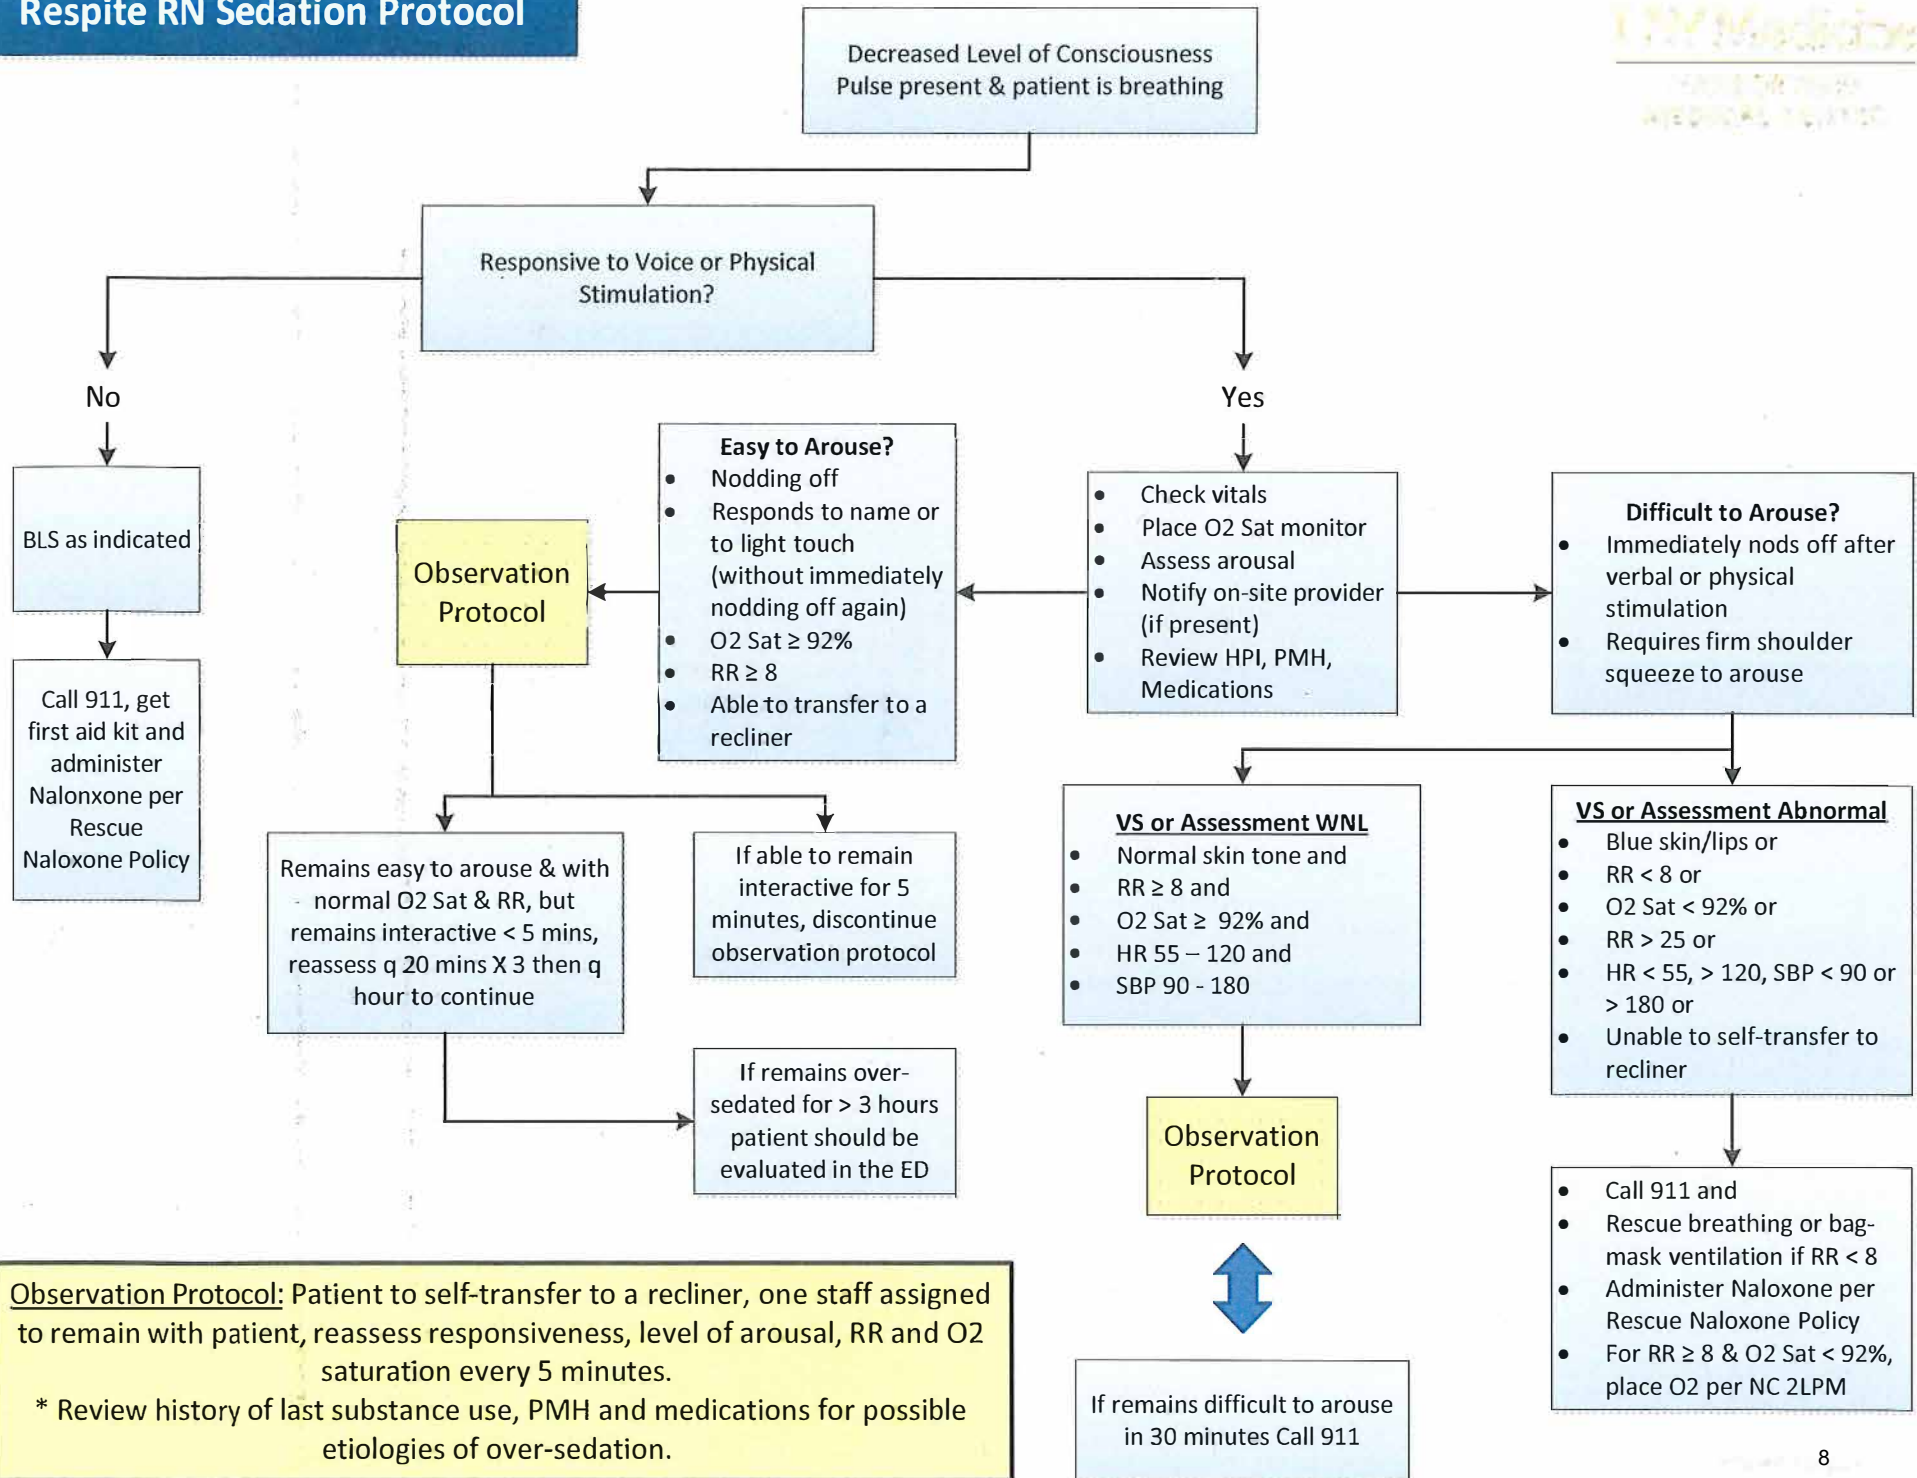 Respite RN Sedation Protocol
Decreased Level of Consciousness
Pulse present & patient is breathing
Responsive to Voice or Physical
Stimulation?
No
Yes
BLS as indicated
Call 911, get
first aid kit and
administer
Nalonxone per
Rescue
Naloxone Policy
Observation
Protocol
Easy to Arouse?
• Nodding off
• Responds to name or
to light touch
(without immediately
nodding off again)
• O2 Sat ≥ 92%
• RR ≥ 8
• Able to transfer to a
recliner
• Check vitals
• Place O2 Sat monitor
• Assess arousal
• Notify on-site provider
(if present)
• Review HPI, PMH,
Medications
Difficult to Arouse?
• Immediately nods off after
verbal or physical
stimulation
• Requires firm shoulder
squeeze to arouse
Remains easy to arouse & with
normal O2 Sat & RR, but
remains interactive < 5 mins,
reassess q 20 mins X 3 then q
hour to continue
If able to remain
interactive for 5
minutes, discontinue
observation protocol
If remains over-
sedated for > 3 hours
patient should be
evaluated in the ED
VS or Assessment WNL
• Normal skin tone and
• RR ≥ 8 and
• O2 Sat ≥ 92% and
• HR 55 – 120 and
• SBP 90 - 180
Observation
Protocol
If remains difficult to arouse
in 30 minutes Call 911
VS or Assessment Abnormal
• Blue skin/lips or
• RR < 8 or
• O2 Sat < 92% or
• RR > 25 or
• HR < 55, > 120, SBP < 90 or
> 180 or
• Unable to self-transfer to
recliner
• Call 911 and
• Rescue breathing or bag-
mask ventilation if RR < 8
• Administer Naloxone per
Rescue Naloxone Policy
• For RR ≥ 8 & O2 Sat < 92%,
place O2 per NC 2LPM
Observation Protocol: Patient to self-transfer to a recliner, one staff assigned
to remain with patient, reassess responsiveness, level of arousal, RR and O2
saturation every 5 minutes.
* Review history of last substance use, PMH and medications for possible
etiologies of over-sedation.
8